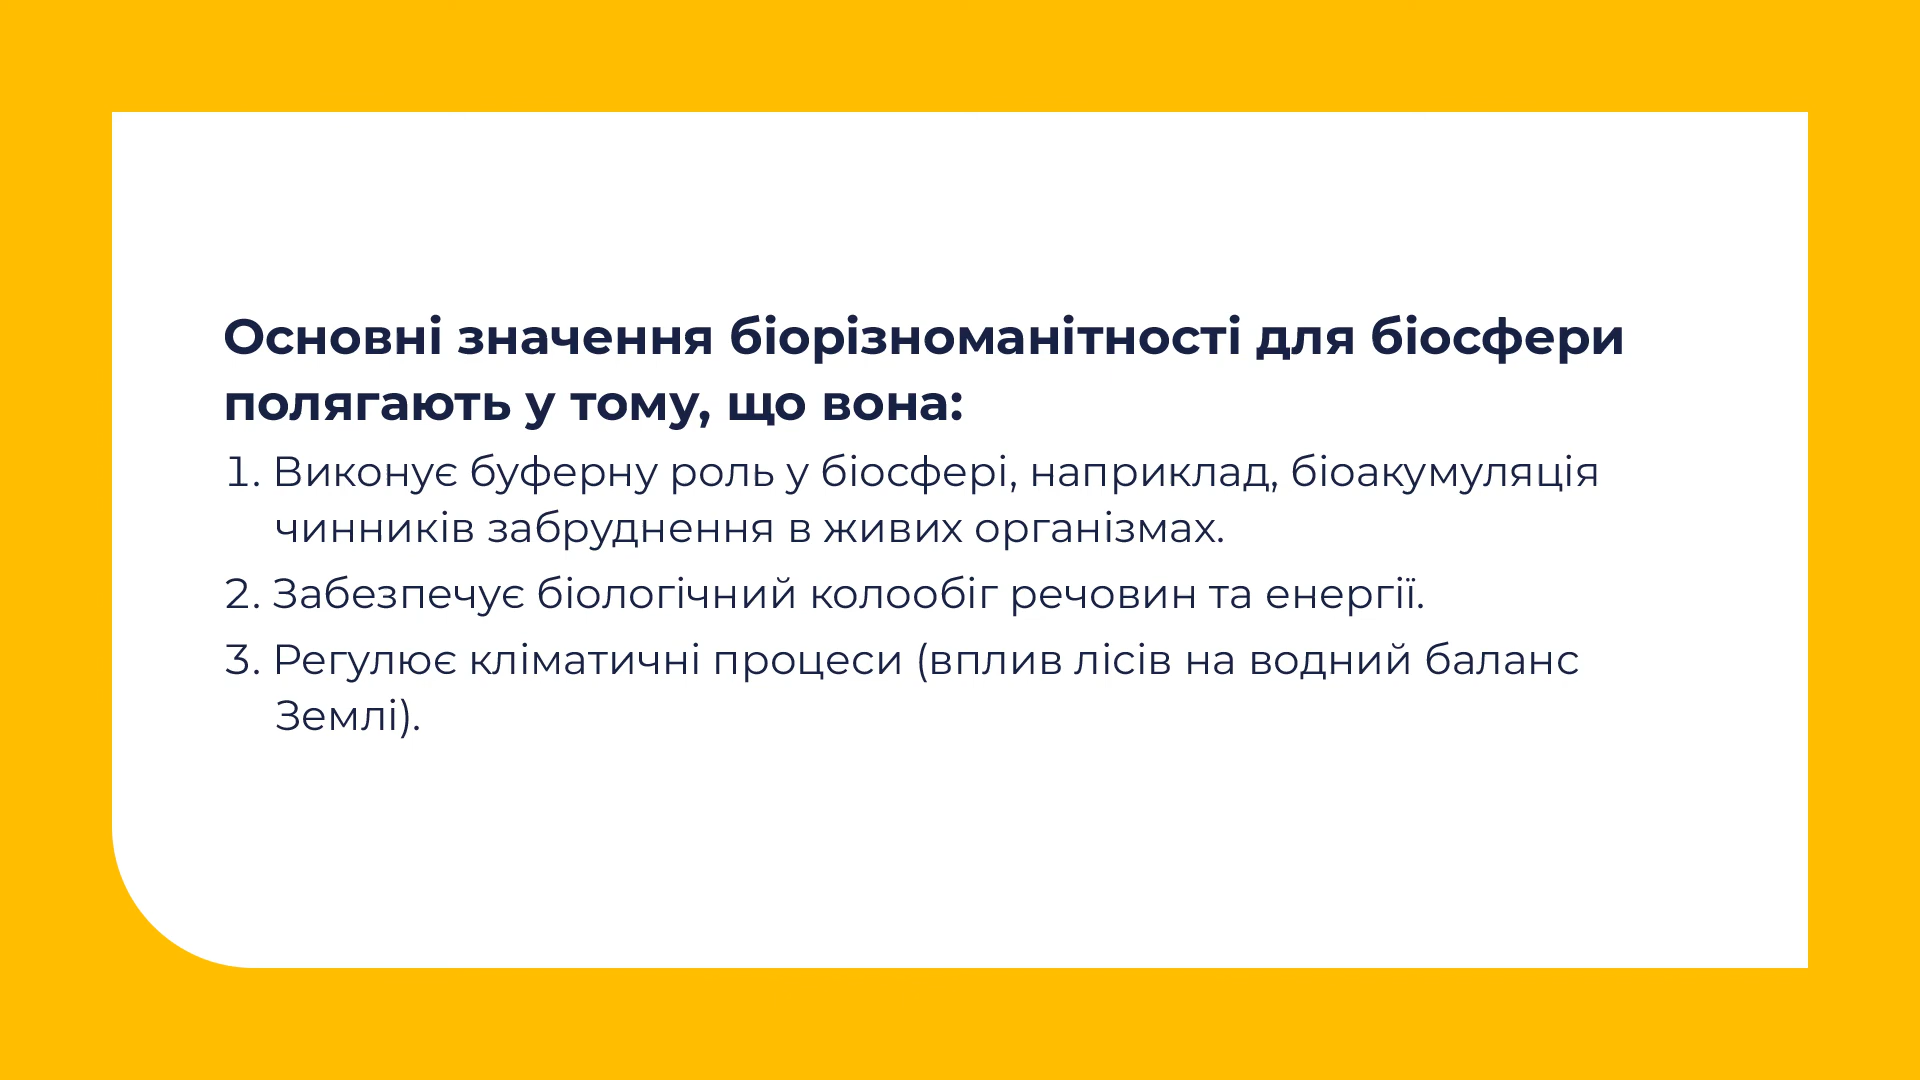 Основні значення біорізноманітності для біосфери
полягають у тому, що вона:
1. Виконує буферну роль у біосфері, наприклад, біоакумуляція
чинників забруднення в живих організмах.
2. Забезпечує біологічний колообіг речовин та енергії.
3. Регулює кліматичні процеси (вплив лісів на водний баланс
Землі).